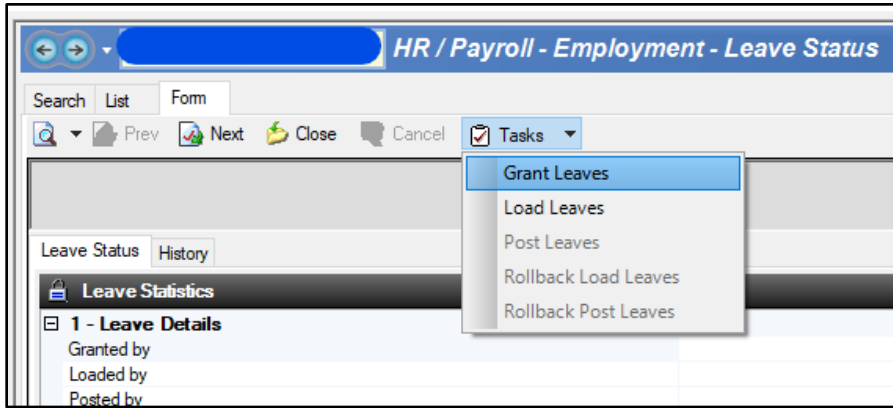 HR / Payroll - Employment - Leave Status
Search List Form
Prev Next Close Cancel Tasks
Grant Leaves
Load Leaves
Post Leaves
Rollback Load Leaves
Rollback Post Leaves
Leave Status History
Leave Statistics
1 - Leave Details
Granted by
Loaded by
Posted by